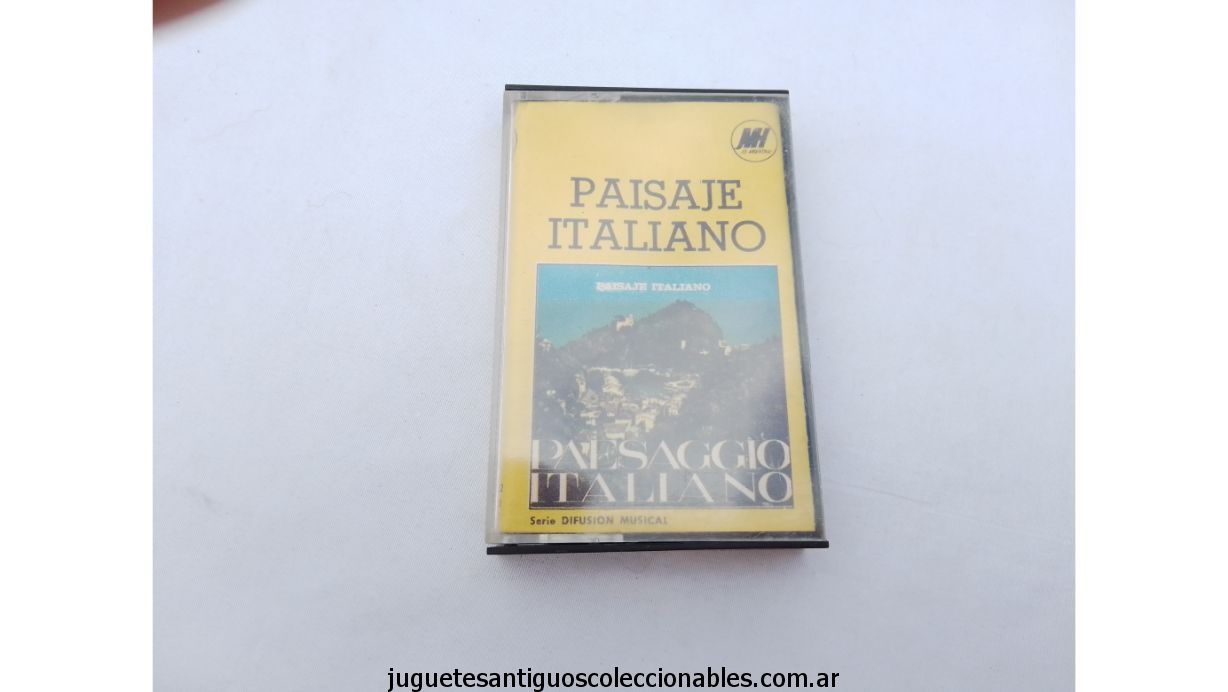 MH
PAISAJE
ITALIANO
PAISAJE ITALIANO
PAESAGGIO
ITALIANO
Serie DIFUSION MUSICAL
juguetesantiguoscoleccionables.com.ar